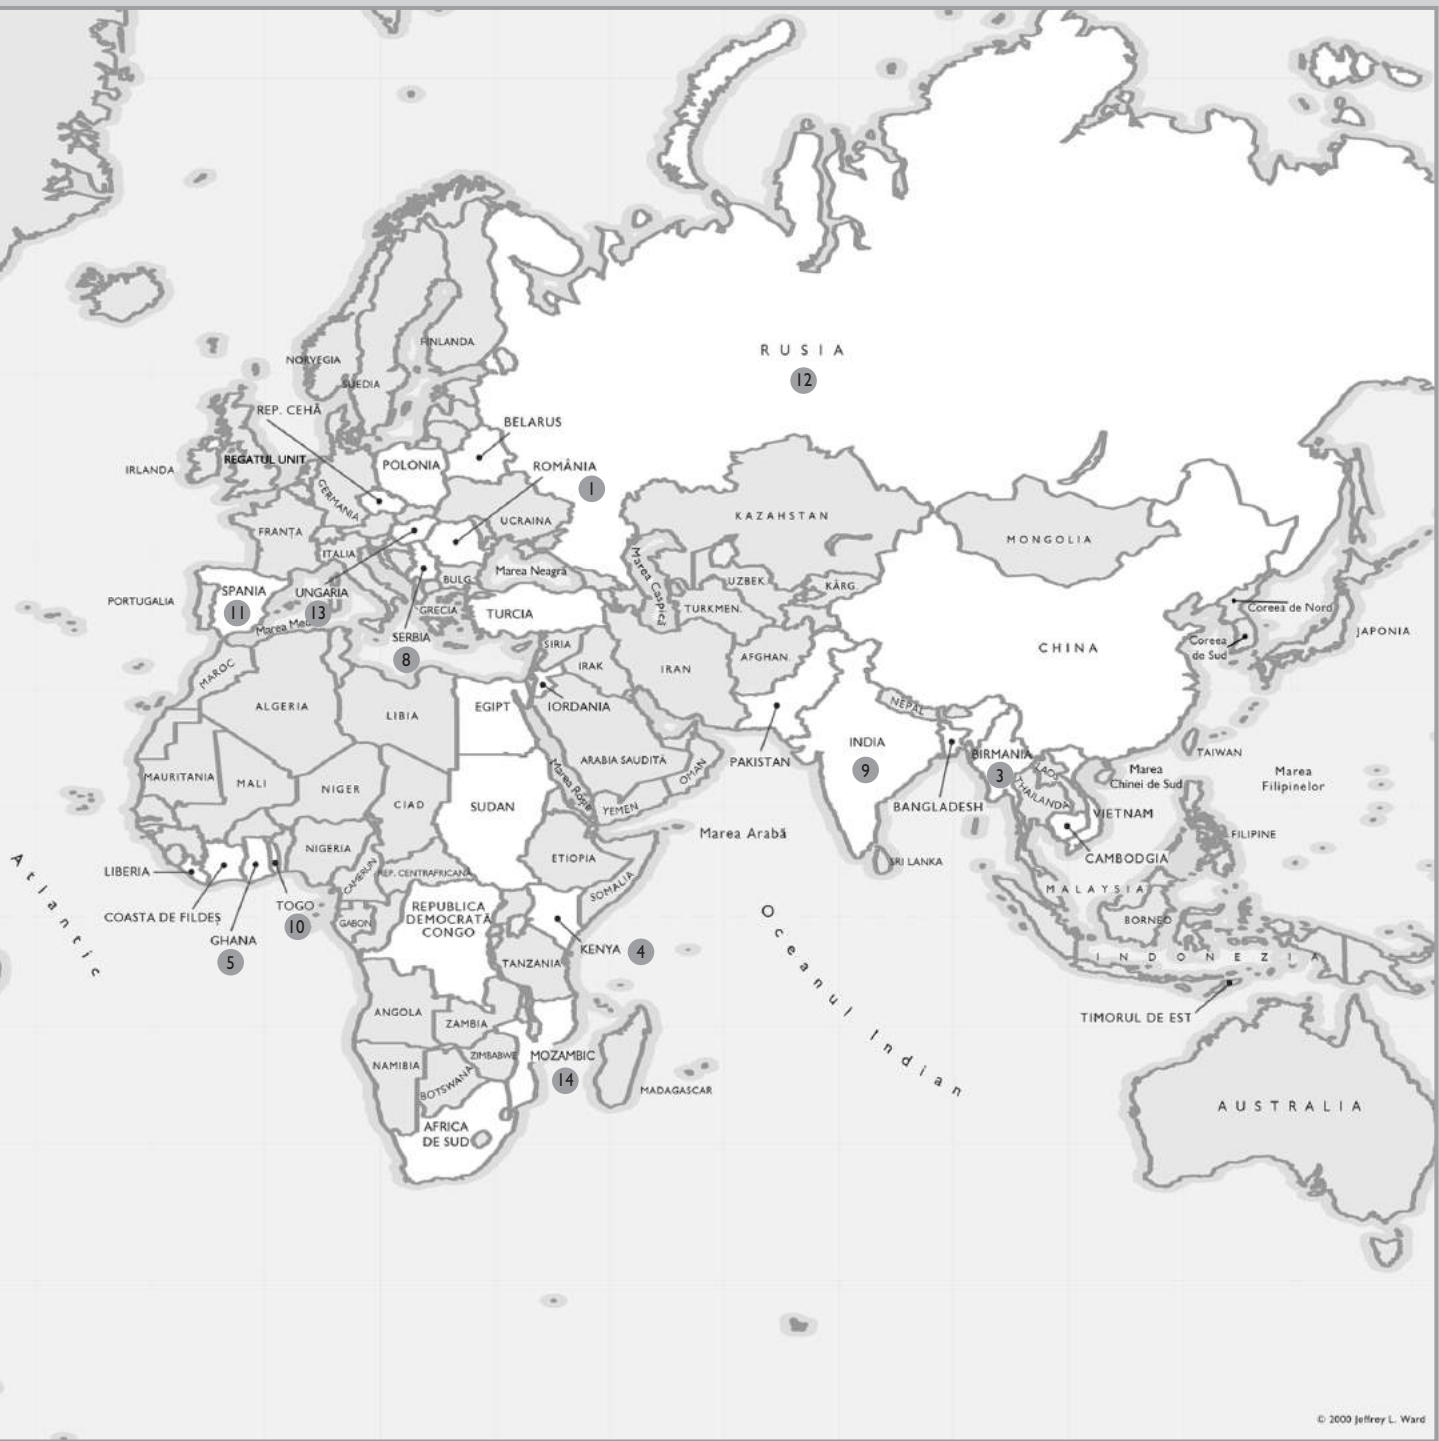 RUSIA
12
FINLANDA
NORVEGIA
SUEDIA
REP. CEHĂ
BELARUS
REGATUL UNIT
IRLANDA
POLONIA
ROMÂNIA
1
GERMANIA
KAZAHSTAN
UCRAINA
FRANȚA
MONGOLIA
ITALIA
Marea Neagră
Marea Caspică
BULG.
UZBEK.
KÂRG.
SPANIA
11
UNGARIA
13
PORTUGALIA
GRECIA
TURCIA
TURKMEN.
Coreea de Nord
Marea Med
SERBIA
8
SIRIA
AFGHAN.
CHINA
Coreea
de Sud
JAPONIA
MAROC
IRAK
IRAN
ALGERIA
LIBIA
EGIPT
IORDANIA
NEPAL
INDIA
9
BIRMANIA
3
PAKISTAN
ARABIA SAUDITĂ
OMAN
TAIWAN
MAURITANIA
MALI
NIGER
CIAD
SUDAN
Marea Roșie
YEMEN
LAOS
THAILANDA
Marea
Chinei de Sud
Marea
Filipinelor
BANGLADESH
VIETNAM
Marea Arabă
FILIPINE
NIGERIA
ETIOPIA
SRI LANKA
CAMBODGIA
LIBERIA
CAMERUN
REP. CENTRAFRICANA
SOMALIA
MALAYSIA
COASTA DE FILDEȘ
TOGO
10
GABON
REPUBLICA
DEMOCRATĂ
CONGO
BORNEO
GHANA
5
KENYA
4
TANZANIA
INDONEZIA
Atlantic
Oceanul Indian
ANGOLA
ZAMBIA
TIMORUL DE EST
NAMIBIA
BOTSWANA
ZIMBABWE
MOZAMBIC
14
MADAGASCAR
AFRICA
DE SUD
AUSTRALIA
© 2000 Jeffrey L. Ward